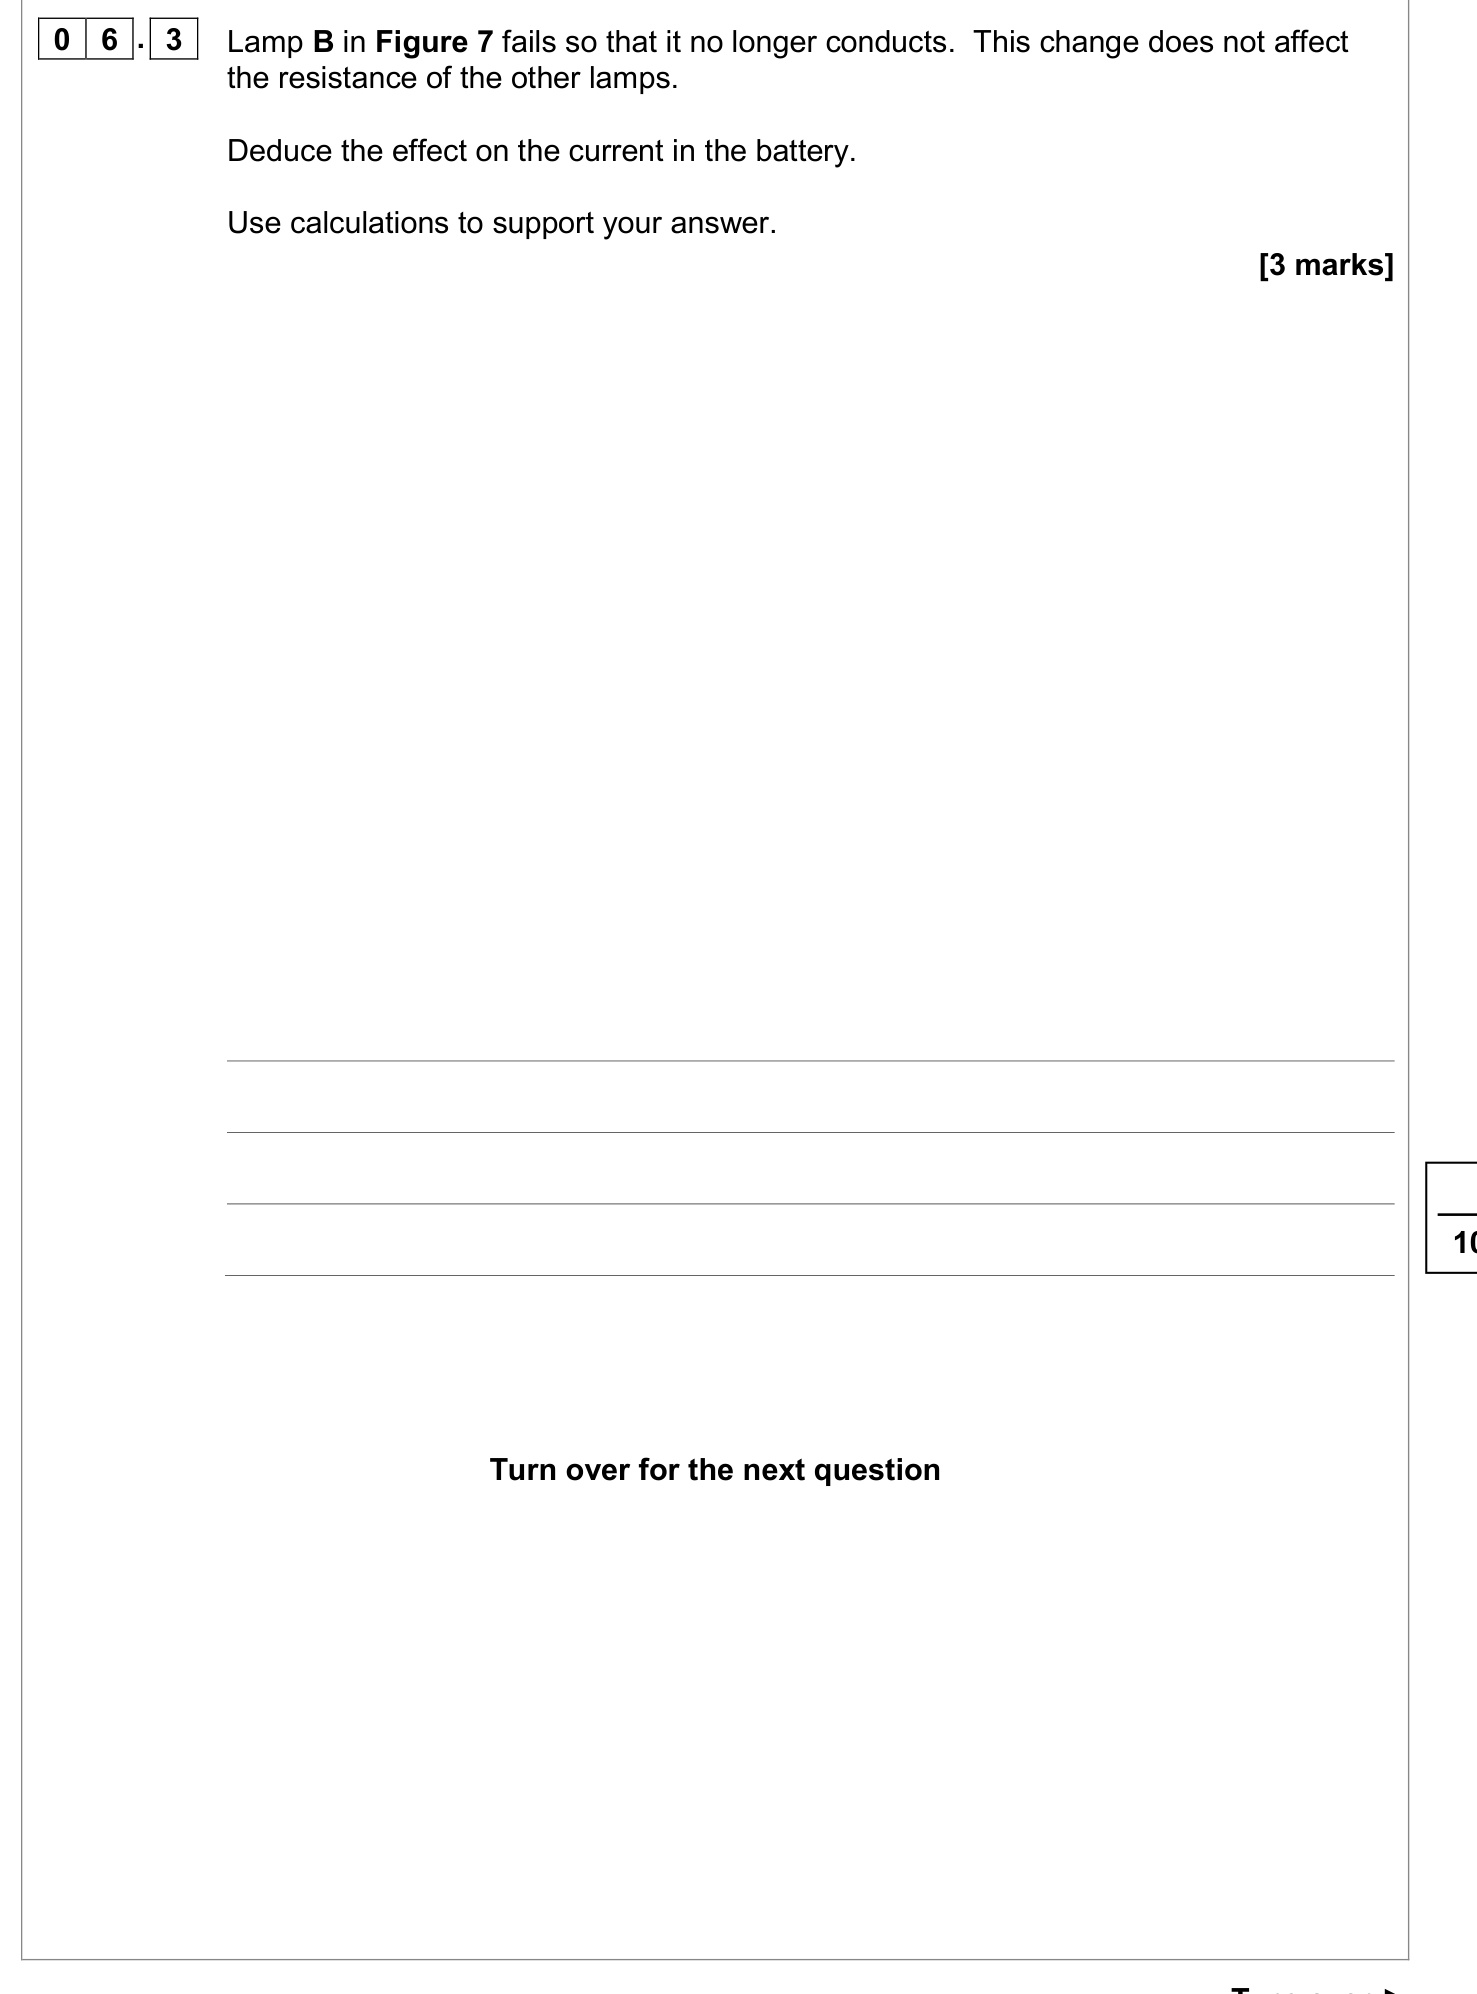 0 6 . 3 Lamp B in Figure 7 fails so that it no longer conducts. This change does not affect
the resistance of the other lamps.
Deduce the effect on the current in the battery.
Use calculations to support your answer.
[3 marks]
10
Turn over for the next question